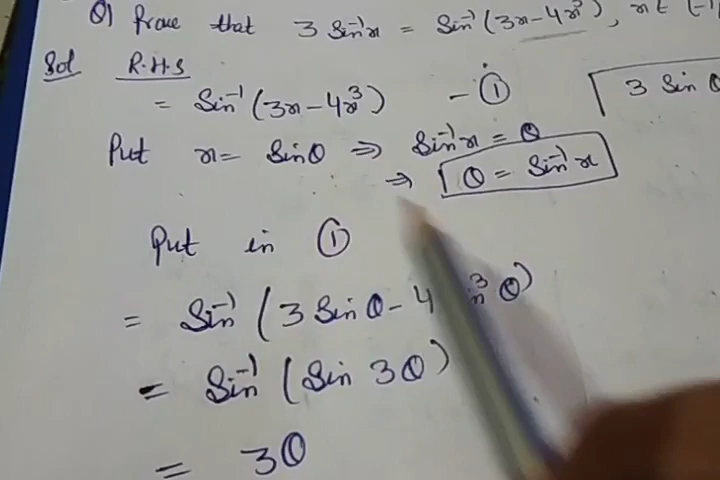 Q) Prove that 3 Sin⁻¹x = Sin⁻¹(3x-4x³), x ∈ (-1,
Sol R.H.S
= Sin⁻¹(3x-4x³) - ①
3 Sin θ
Put x = Sinθ ⇒ Sin⁻¹x = θ
⇒ θ = Sin⁻¹x
Put in ①
= Sin⁻¹(3 Sinθ - 4 in³θ)
= Sin⁻¹(Sin 3θ)
= 3θ